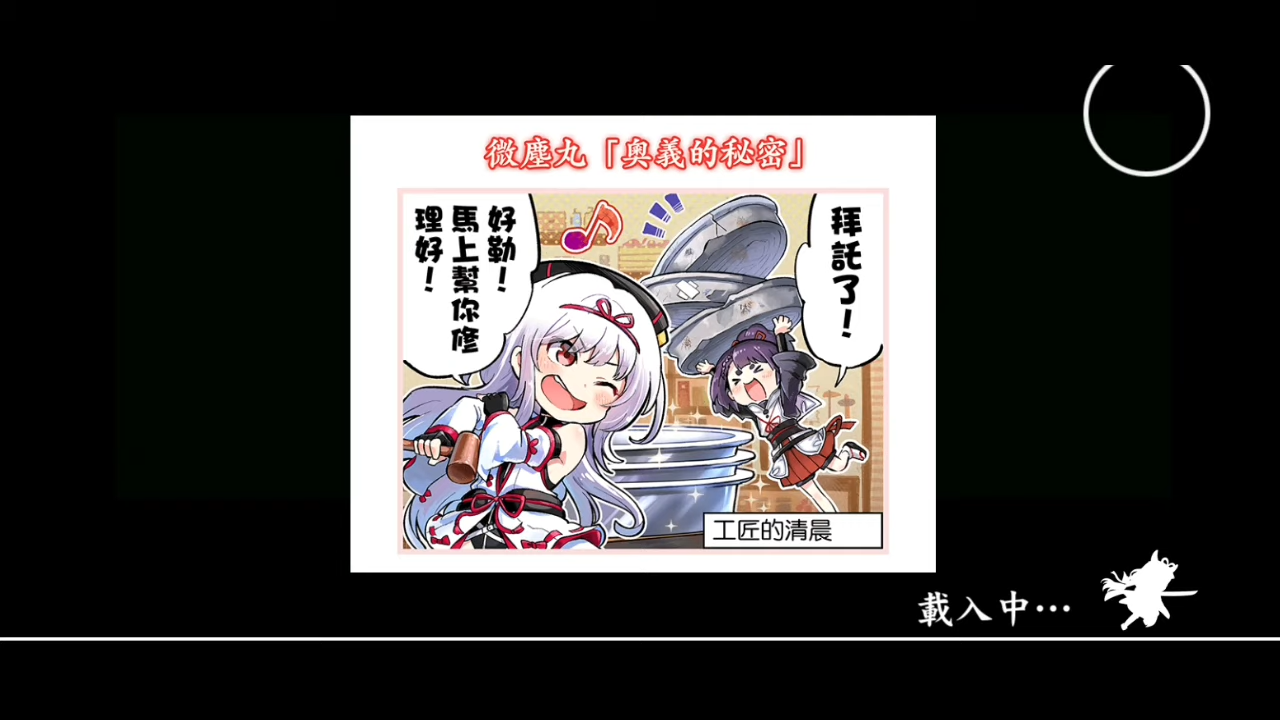 微塵丸「奧義的秘密」
拜託了!
好勒!
馬上幫你修
理好!
工匠的清晨
載入中…